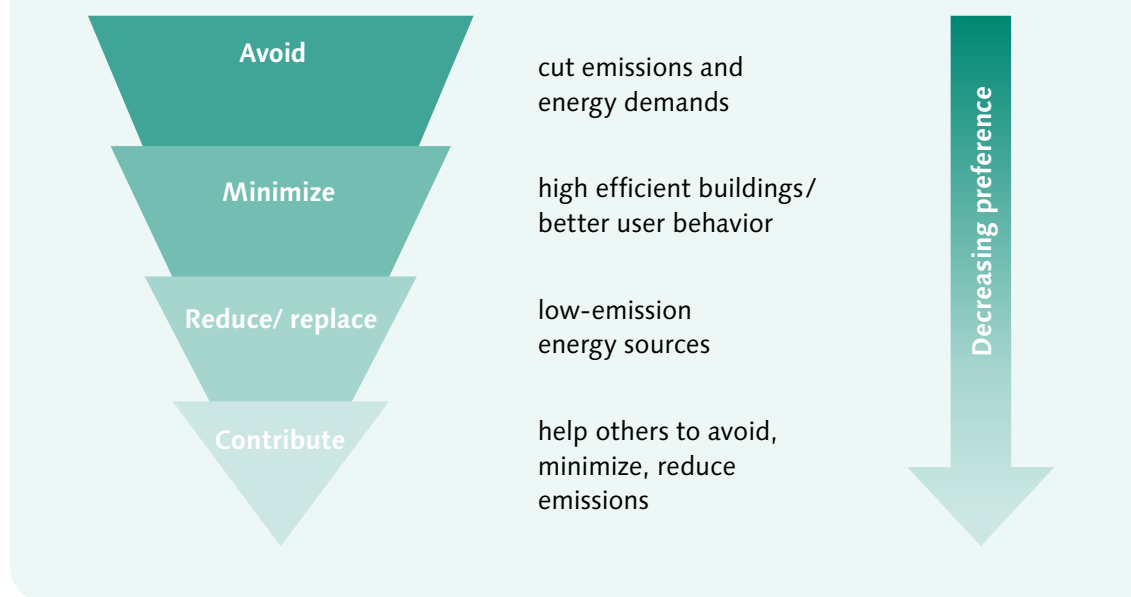 Avoid
cut emissions and
energy demands
Minimize
high efficient buildings/
better user behavior
Reduce/ replace
low-emission
energy sources
Contribute
help others to avoid,
minimize, reduce
emissions
Decreasing preference